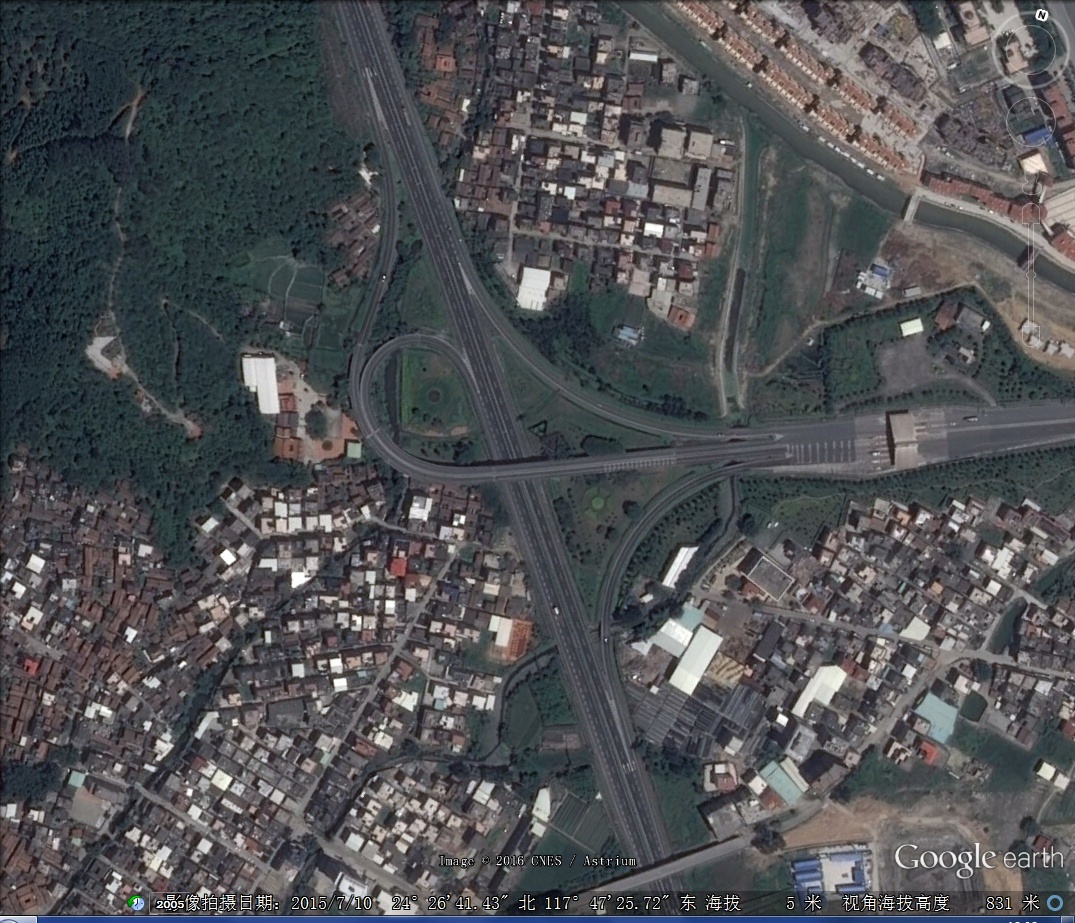 N
Image © 2016 CNES / Astrium
Google earth
2005 影像拍摄日期: 2015/7/10 24° 26′41.43″ 北 117° 47′25.72″ 东 海拔 5 米 视角海拔高度 831 米